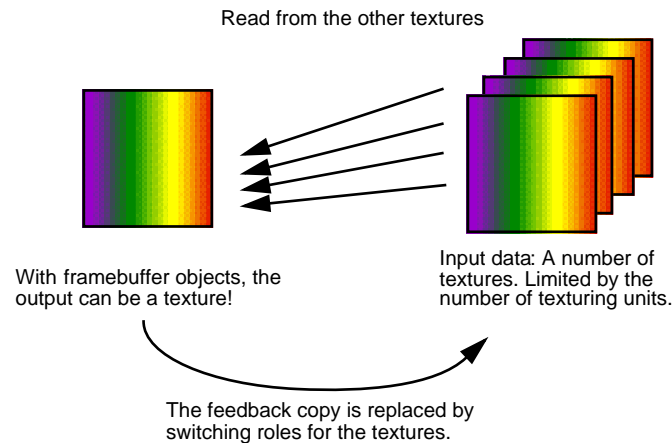 Read from the other textures
With framebuffer objects, the
output can be a texture!
Input data: A number of
textures. Limited by the
number of texturing units.
The feedback copy is replaced by
switching roles for the textures.